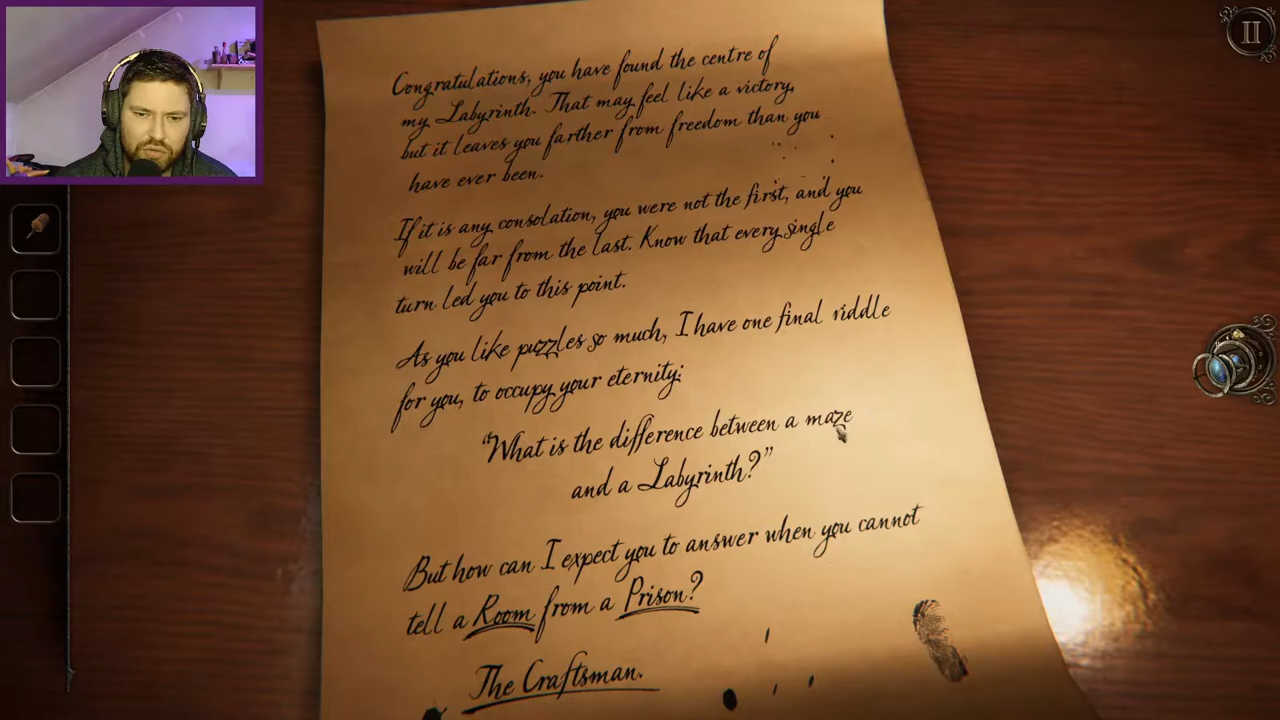 Congratulations, you have found the centre of
my Labyrinth. That may feel like a victory,
but it leaves you farther from freedom than you
have ever been.
If it is any consolation, you were not the first, and you
will be far from the last. Know that every single
turn led you to this point.
As you like puzzles so much, I have one final riddle
for you, to occupy your eternity:
"What is the difference between a maze
and a Labyrinth?"
But how can I expect you to answer when you cannot
tell a Room from a Prison?
The Craftsman.